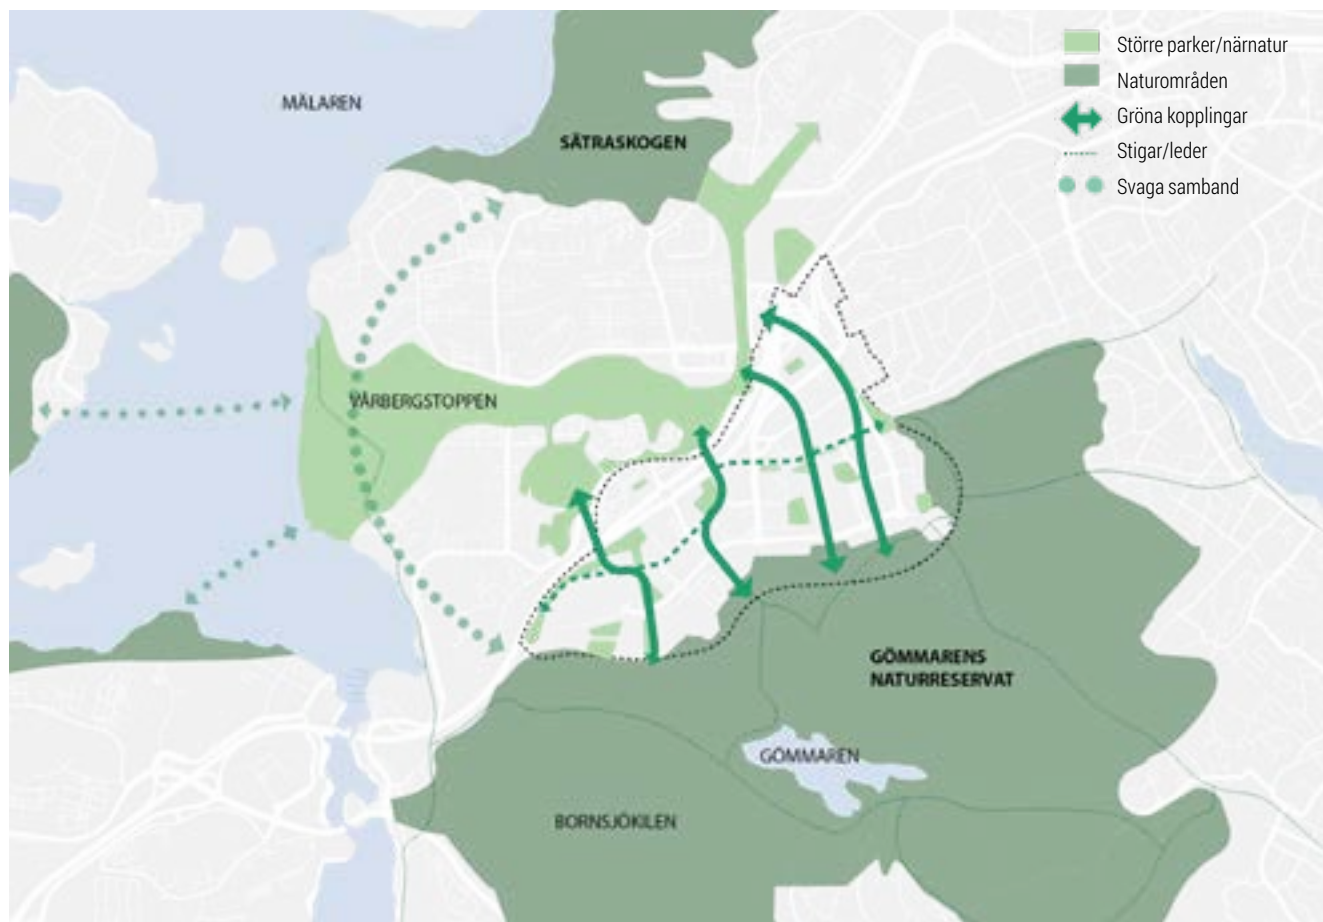 Större parker/närnatur
Naturområden
Gröna kopplingar
Stigar/leder
Svaga samband
MÄLAREN
SÄTRASKOGEN
VÅRBERGSTOPPEN
GÖMMARENS
NATURRESERVAT
GÖMMAREN
BORNSJÖKILEN